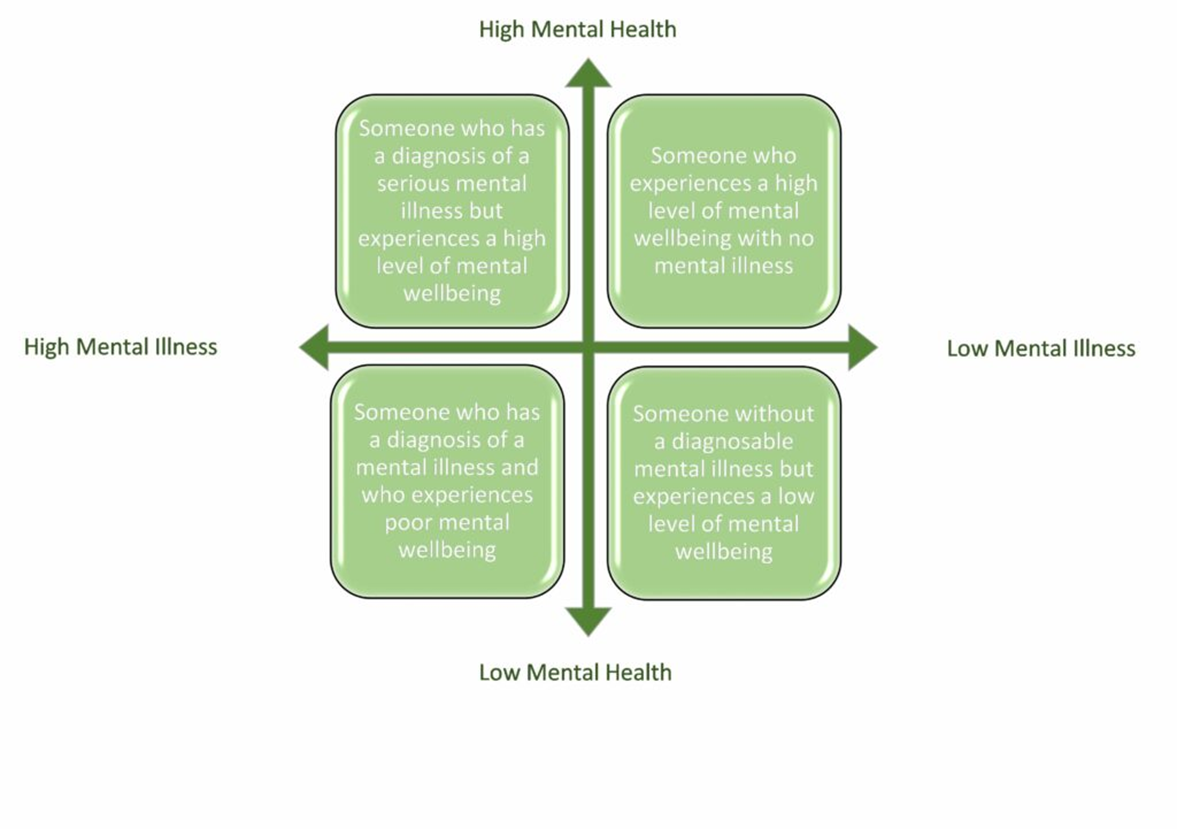 High Mental Health
Someone who has
a diagnosis of a
serious mental
illness but
experiences a high
level of mental
wellbeing
Someone who
experiences a high
level of mental
wellbeing with no
mental illness
High Mental Illness
Low Mental Illness
Someone who has
a diagnosis of a
mental illness and
who experiences
poor mental
wellbeing
Someone without
a diagnosable
mental illness but
experiences a low
level of mental
wellbeing
Low Mental Health